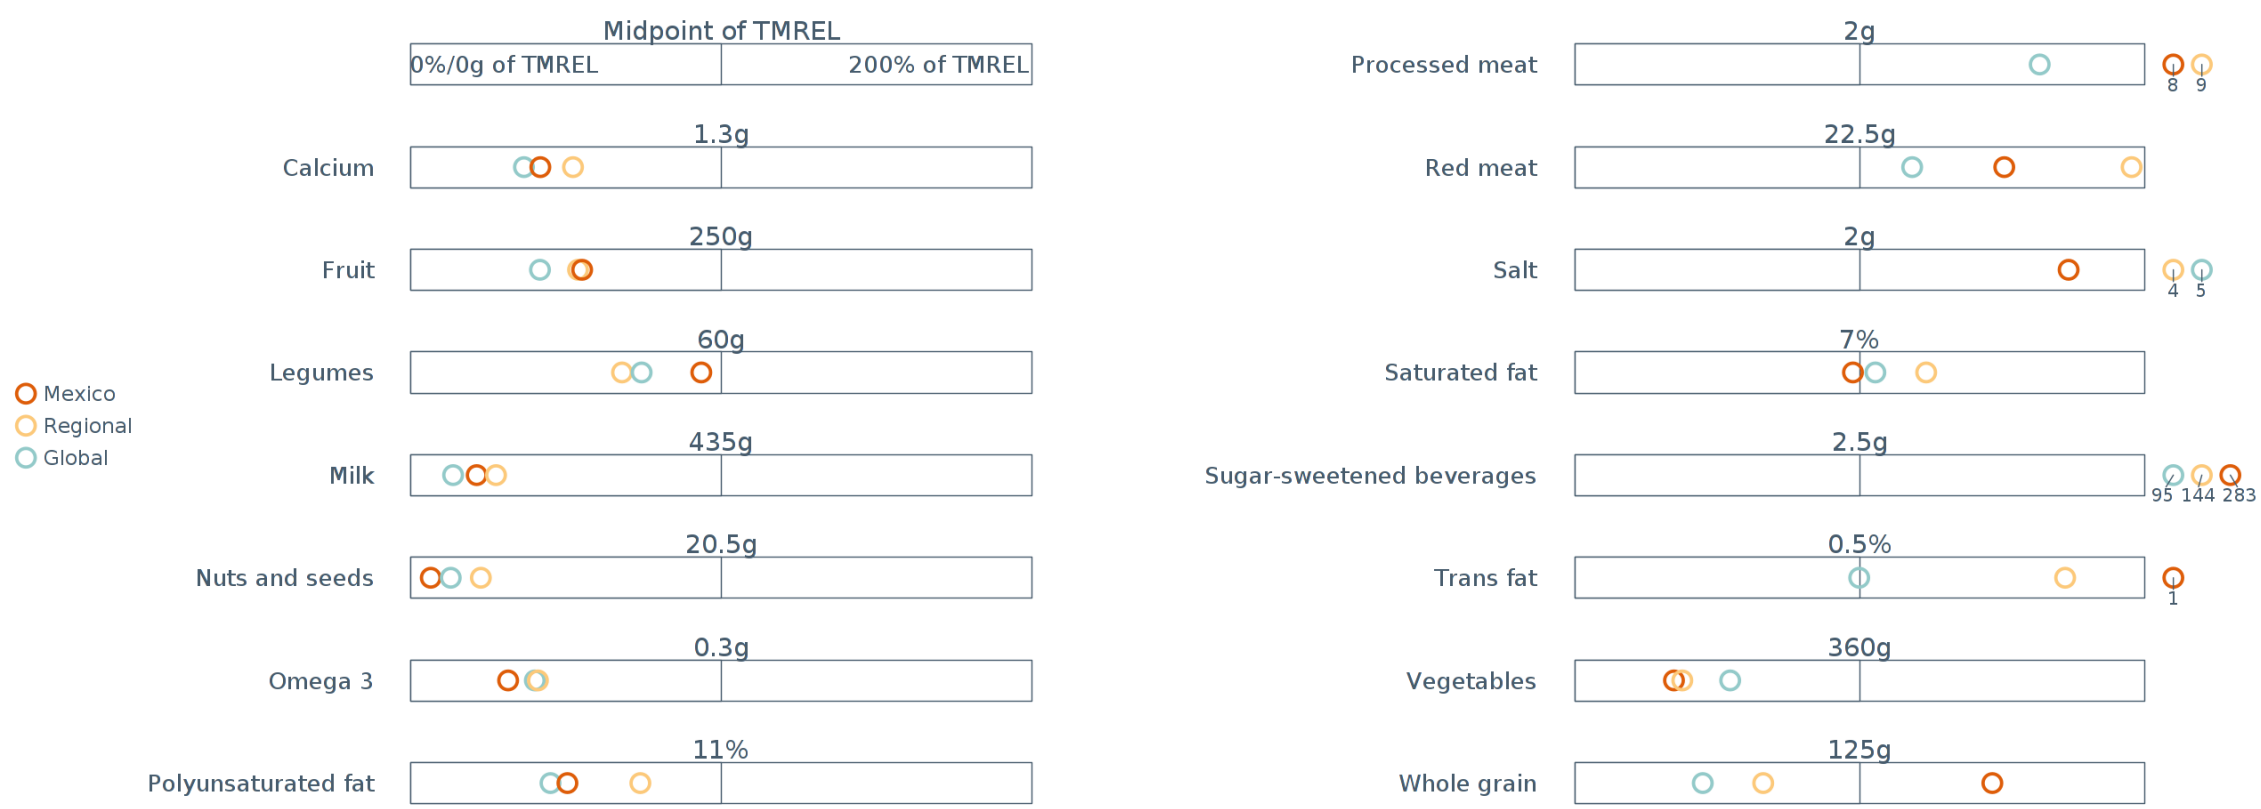 Midpoint of TMREL
0%/0g of TMREL 200% of TMREL
Calcium 1.3g
Fruit 250g
Legumes 60g
Milk 435g
Nuts and seeds 20.5g
Omega 3 0.3g
Polyunsaturated fat 11%
Mexico
Regional
Global
Processed meat 2g
8 9
Red meat 22.5g
Salt 2g
4 5
Saturated fat 7%
Sugar-sweetened beverages 2.5g
95 144 283
Trans fat 0.5%
1
Vegetables 360g
Whole grain 125g